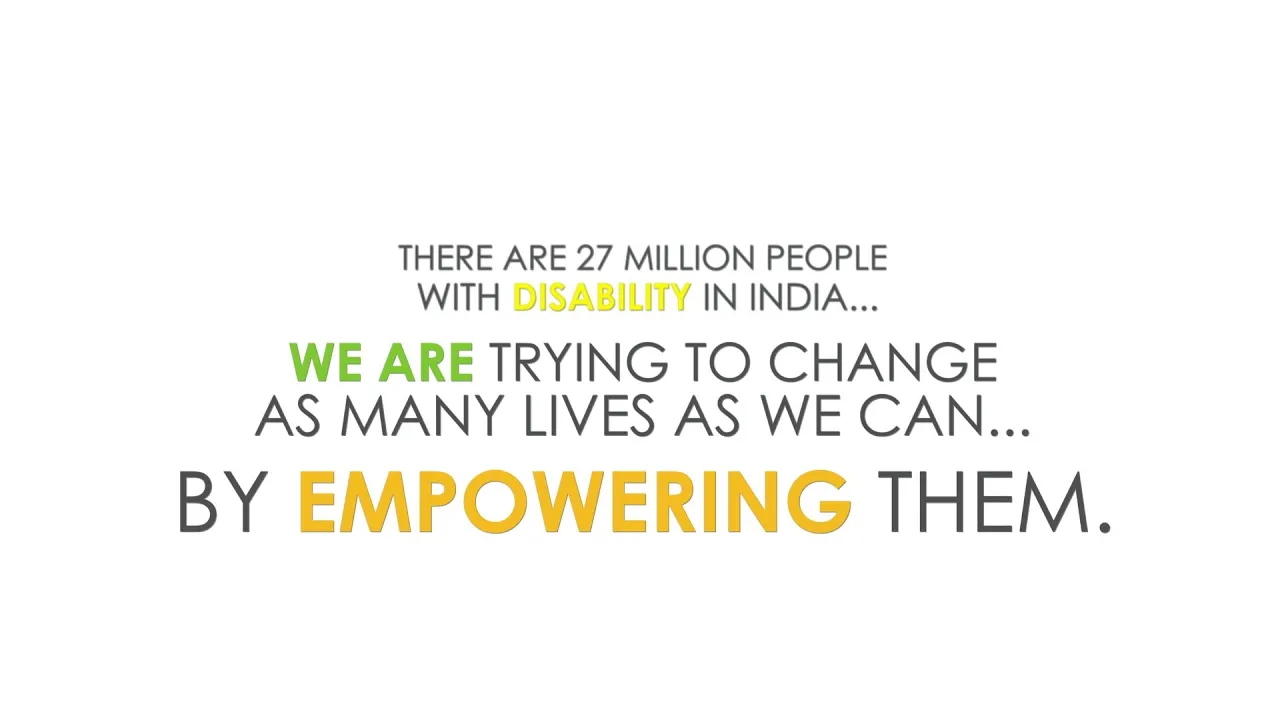 THERE ARE 27 MILLION PEOPLE
WITH DISABILITY IN INDIA...
WE ARE TRYING TO CHANGE
AS MANY LIVES AS WE CAN...
BY EMPOWERING THEM.